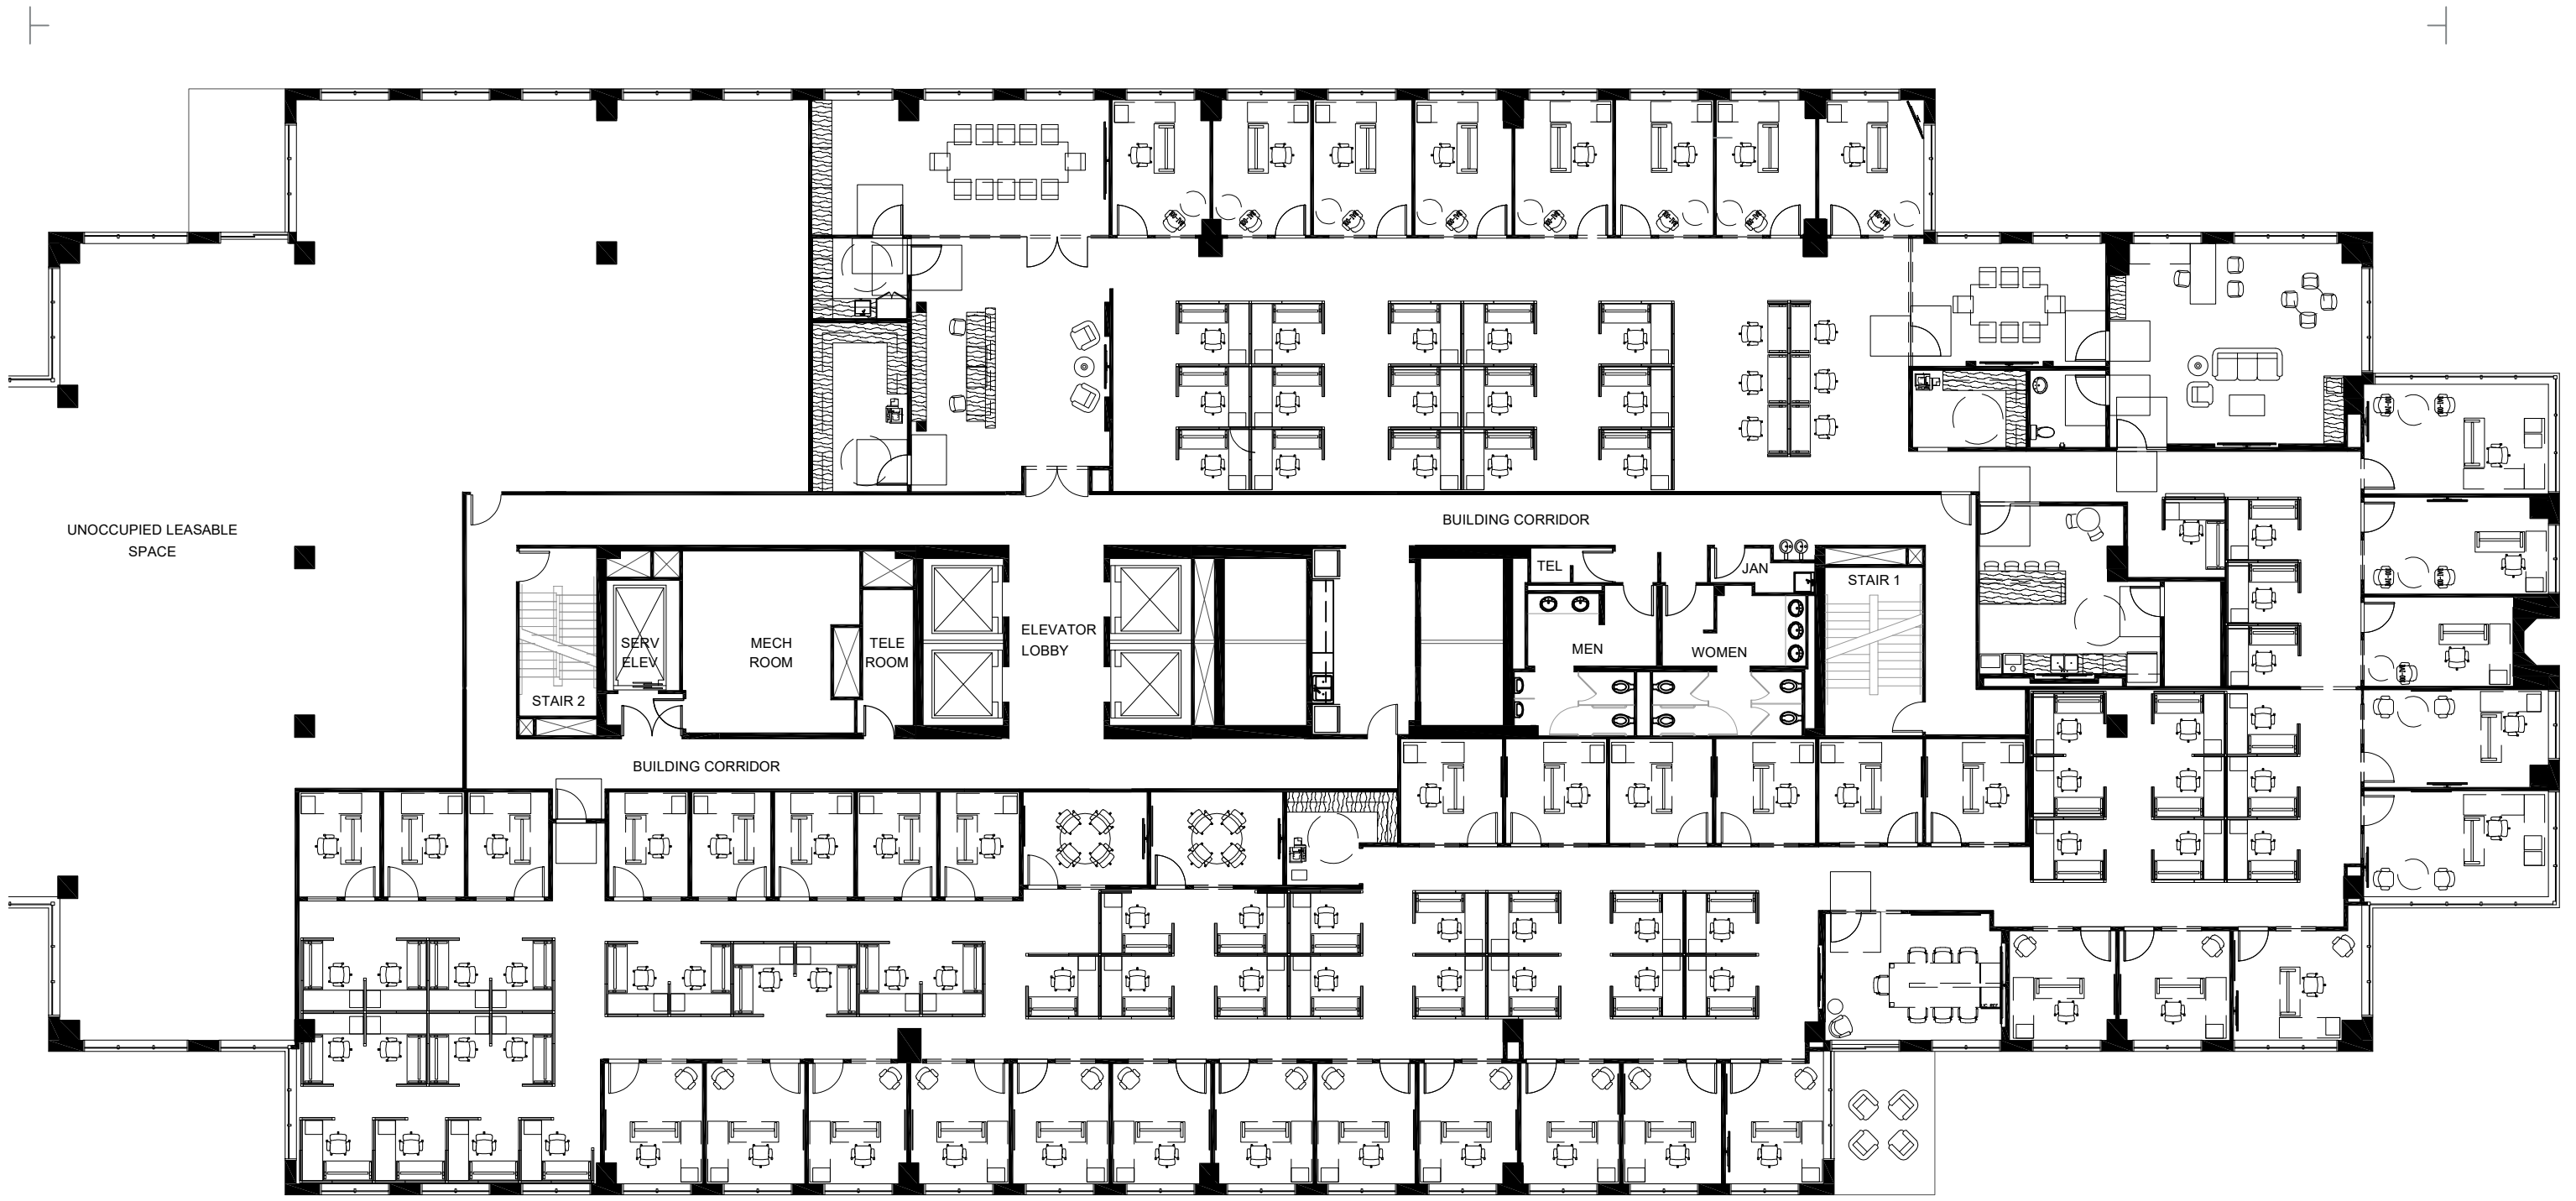 UNOCCUPIED LEASABLE
SPACE
BUILDING CORRIDOR
TEL
JAN
STAIR 1
ELEVATOR
LOBBY
SERV
ELEV
MECH
ROOM
TELE
ROOM
MEN
WOMEN
STAIR 2
BUILDING CORRIDOR